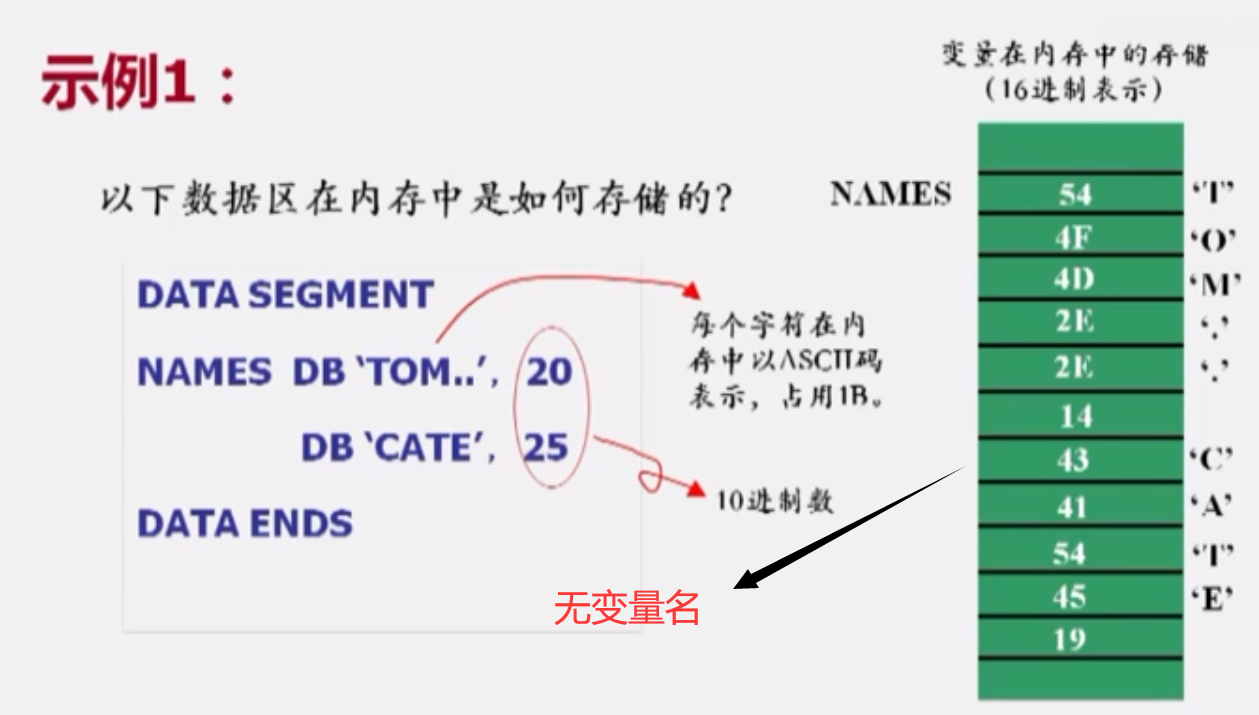 示例1：
以下数据区在内存中是如何存储的？
DATA SEGMENT
NAMES DB ‘TOM..’, 20
DB ‘CATE’, 25
DATA ENDS
每个字符在内
存中以ASCII码
表示，占用1B。
10进制数
无变量名
变量在内存中的存储
（16进制表示）
NAMES 54 ‘T’
4F ‘O’
4D ‘M’
2E ‘.’
2E ‘.’
14
43 ‘C’
41 ‘A’
54 ‘T’
45 ‘E’
19